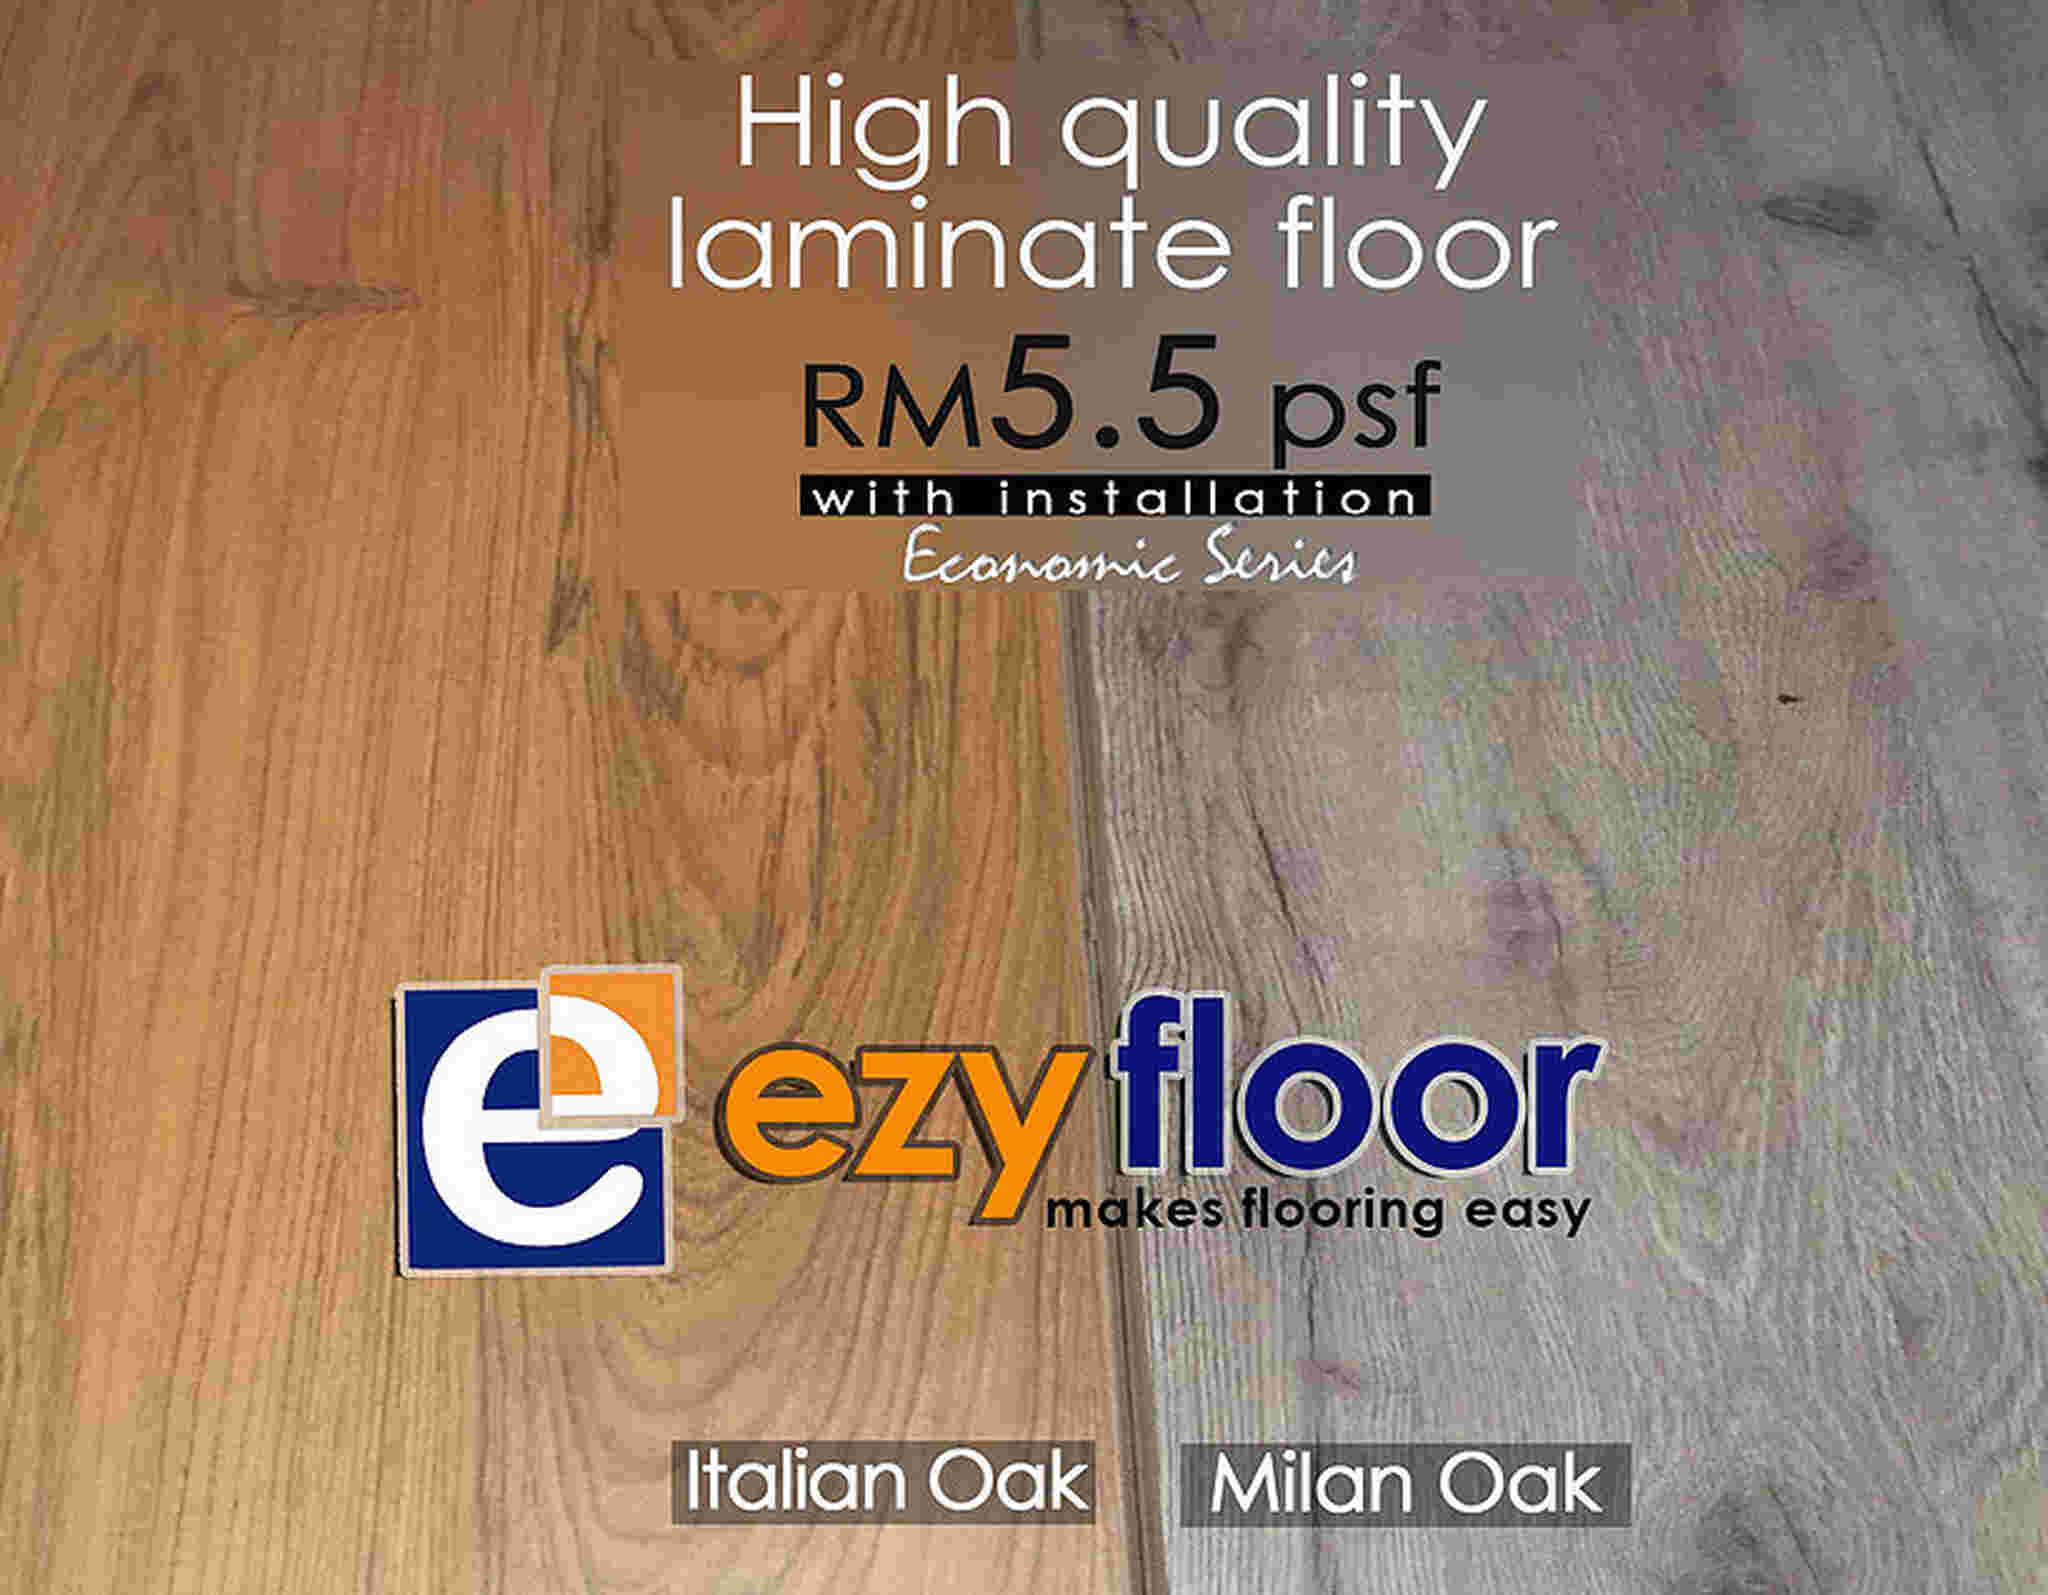 High quality
laminate floor
RM5.5 psf
with installation
Economic Series
e
ezyfloor
makes flooring easy
Italian Oak
Milan Oak